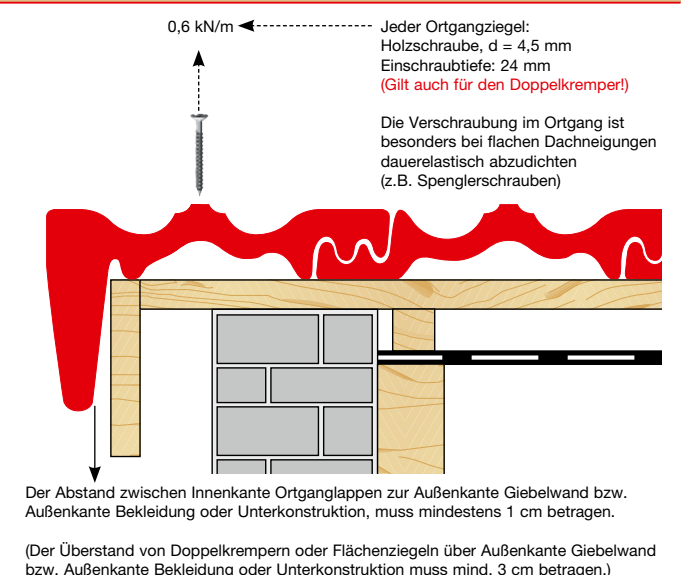 0,6 kN/m
Jeder Ortgangziegel:
Holzschraube, d = 4,5 mm
Einschraubtiefe: 24 mm
(Gilt auch für den Doppelkremper!)
Die Verschraubung im Ortgang ist
besonders bei flachen Dachneigungen
dauerelastisch abzudichten
(z.B. Spenglerschrauben)
Der Abstand zwischen Innenkante Ortganglappen zur Außenkante Giebelwand bzw.
Außenkante Bekleidung oder Unterkonstruktion, muss mindestens 1 cm betragen.
(Der Überstand von Doppelkrempern oder Flächenziegeln über Außenkante Giebelwand
bzw. Außenkante Bekleidung oder Unterkonstruktion muss mind. 3 cm betragen.)